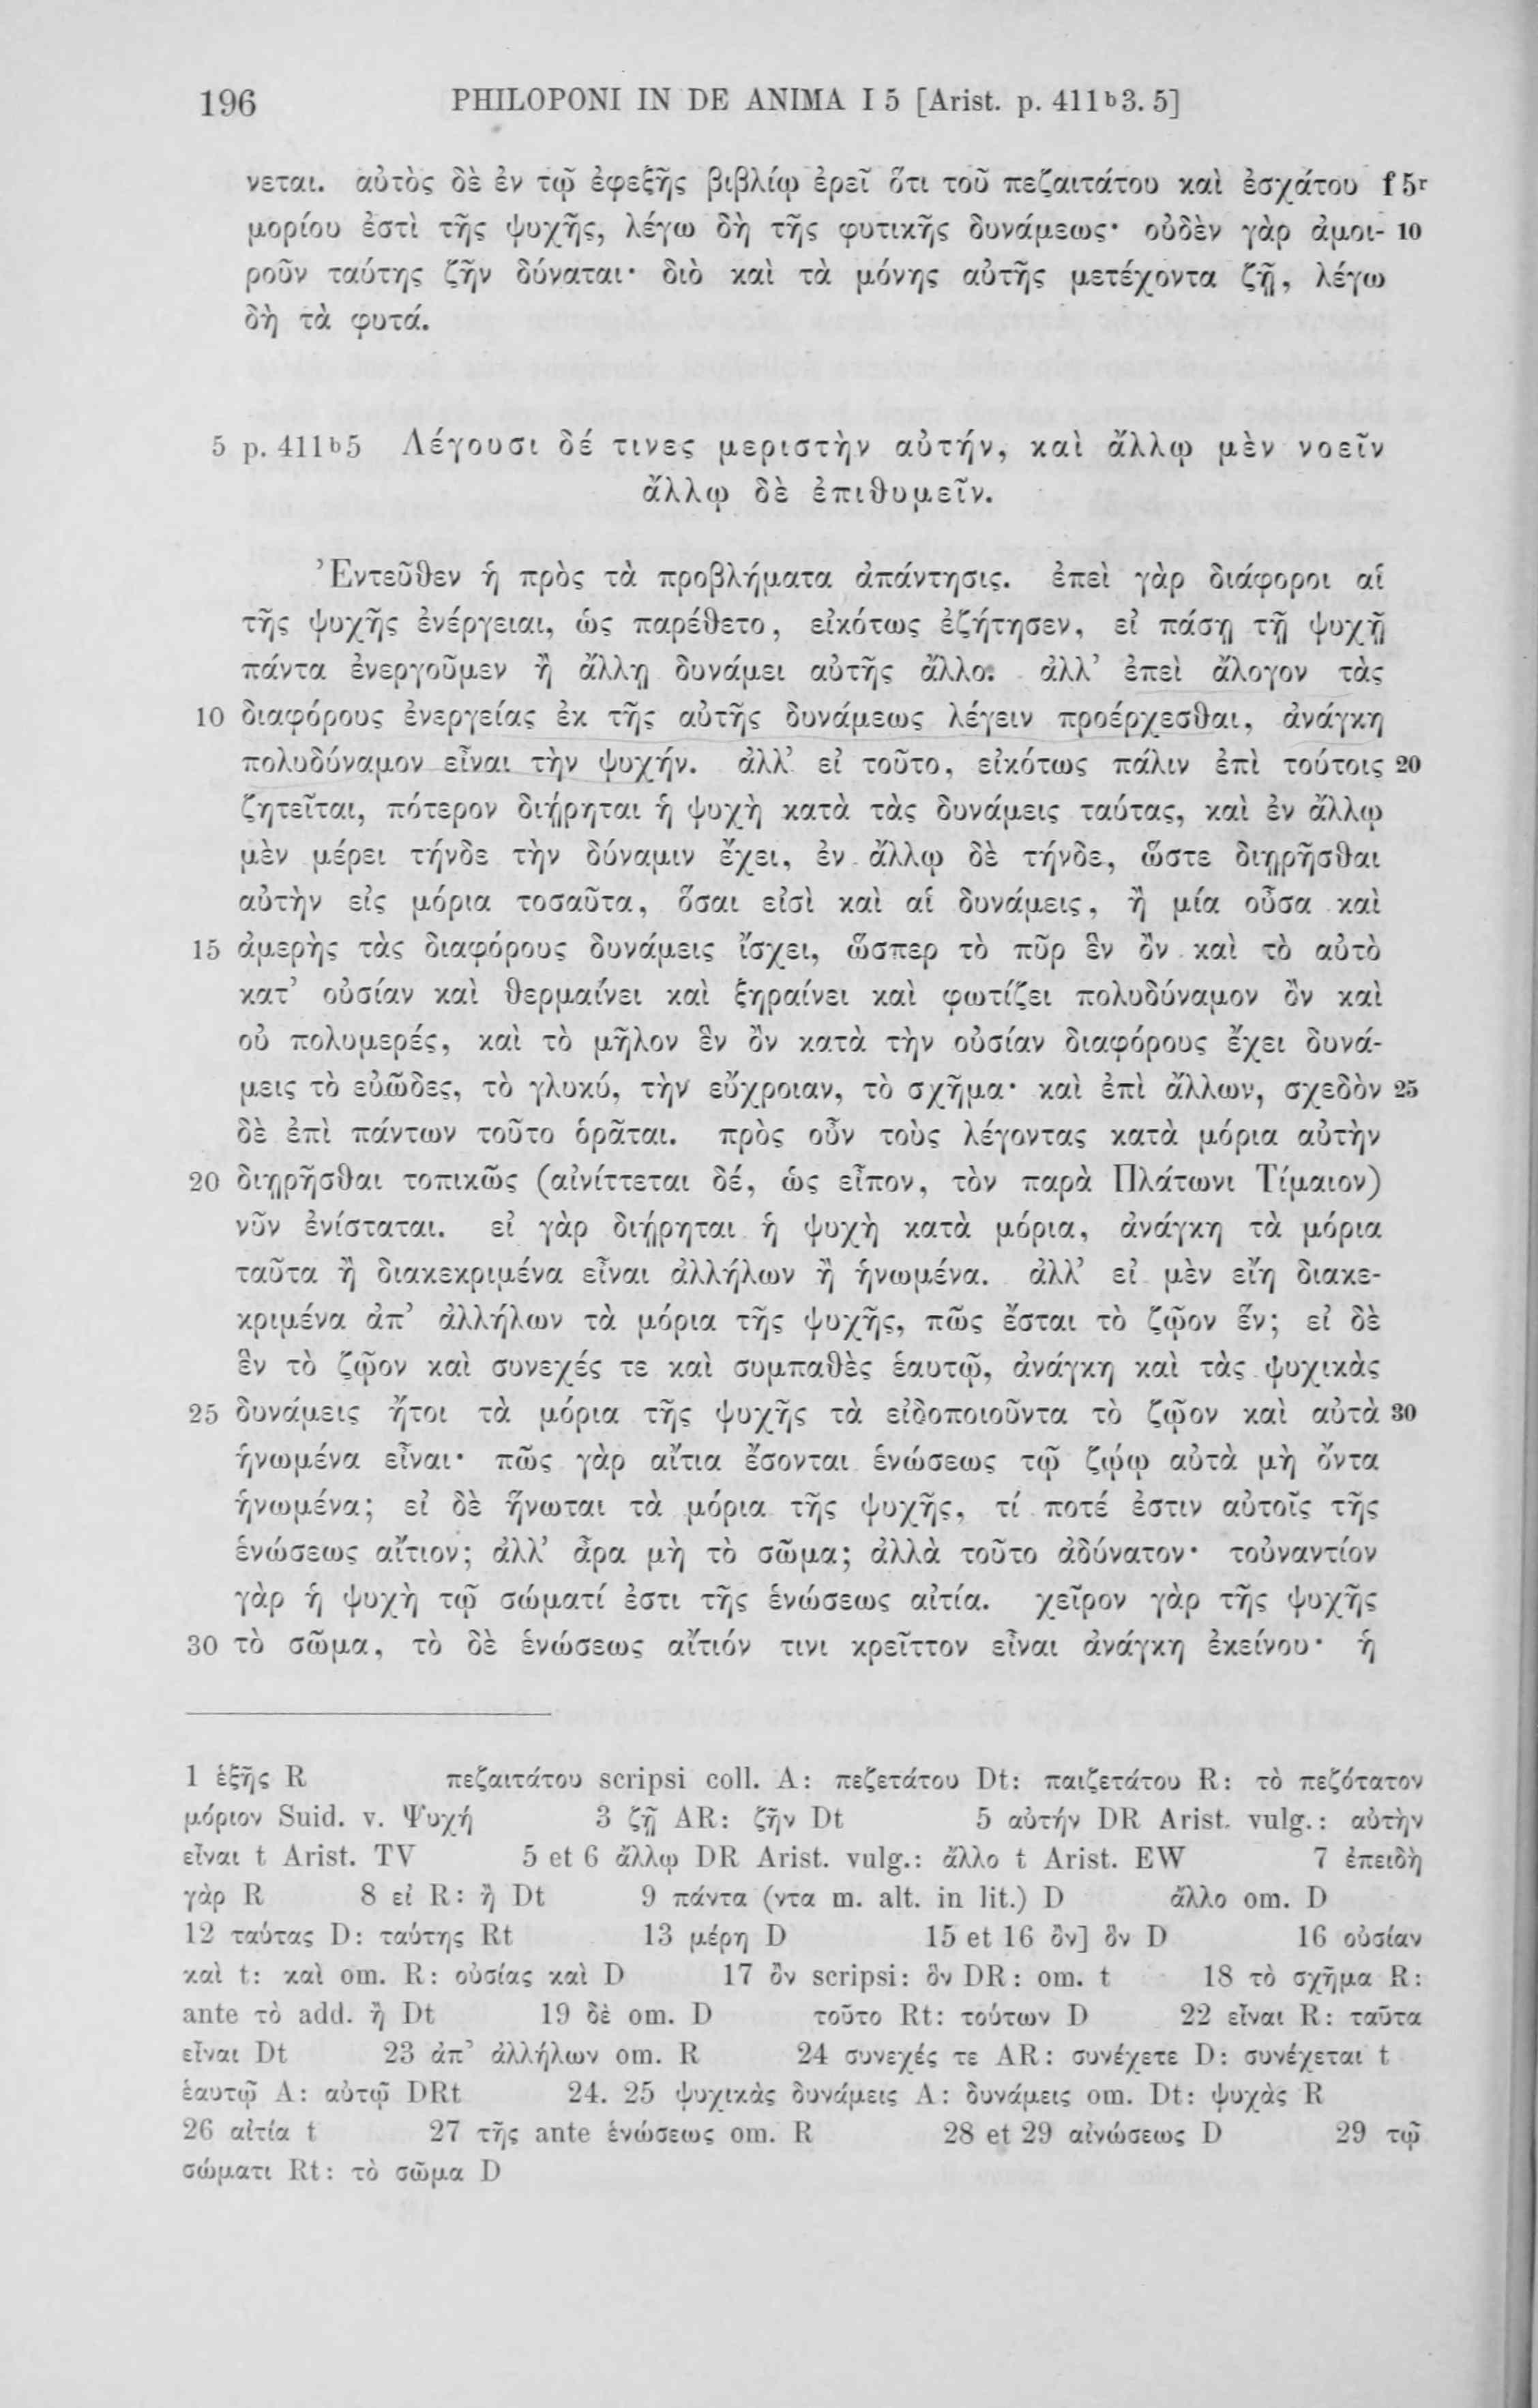 196 PHILOPONI IN DE ANIMA I 5 [Arist. p. 411b3. 5]
νεται. αὐτὸς δὲ ἐν τῷ ἐφεξῆς βιβλίῳ ἐρεῖ ὅτι τοῦ πεζαιτάτου καὶ ἐσχάτου f 5r
μορίου ἐστὶ τῆς ψυχῆς, λέγω δὴ τῆς φυτικῆς δυνάμεως· οὐδὲν γὰρ ἀμοι- 10
ροῦν ταύτης ζῆν δύναται· διὸ καὶ τὰ μόνης αὐτῆς μετέχοντα ζῇ, λέγω
δὴ τὰ φυτά.
5 p. 411b5 Λέγουσι δέ τινες μεριστὴν αὐτήν, καὶ ἄλλῳ μὲν νοεῖν
ἄλλῳ δὲ ἐπιθυμεῖν.
Ἐντεῦθεν ἡ πρὸς τὰ προβλήματα ἀπάντησις. ἐπεὶ γὰρ διάφοροι αἱ
τῆς ψυχῆς ἐνέργειαι, ὡς παρέθετο, εἰκότως ἐζήτησεν, εἰ πάσῃ τῇ ψυχῇ
πάντα ἐνεργοῦμεν ἢ ἄλλῃ δυνάμει αὐτῆς ἄλλο. ἀλλ’ ἐπεὶ ἄλογον τὰς
10 διαφόρους ἐνεργείας ἐκ τῆς αὐτῆς δυνάμεως λέγειν προέρχεσθαι, ἀνάγκη
πολυδύναμον εἶναι τὴν ψυχήν. ἀλλ’ εἰ τοῦτο, εἰκότως πάλιν ἐπὶ τούτοις 20
ζητεῖται, πότερον διῄρηται ἡ ψυχὴ κατὰ τὰς δυνάμεις ταύτας, καὶ ἐν ἄλλῳ
μὲν μέρει τήνδε τὴν δύναμιν ἔχει, ἐν ἄλλῳ δὲ τήνδε, ὥστε διῃρῆσθαι
αὐτὴν εἰς μόρια τοσαῦτα, ὅσαι εἰσὶ καὶ αἱ δυνάμεις, ἢ μία οὖσα καὶ
15 ἀμερὴς τὰς διαφόρους δυνάμεις ἴσχει, ὥσπερ τὸ πῦρ ἓν ὂν καὶ τὸ αὐτὸ
κατ’ οὐσίαν καὶ θερμαίνει καὶ ξηραίνει καὶ φωτίζει πολυδύναμον ὂν καὶ
οὐ πολυμερές, καὶ τὸ μῆλον ἓν ὂν κατὰ τὴν οὐσίαν διαφόρους ἔχει δυνά-
μεις τὸ εὐῶδες, τὸ γλυκύ, τὴν εὔχροιαν, τὸ σχῆμα· καὶ ἐπὶ ἄλλων, σχεδὸν 25
δὲ ἐπὶ πάντων τοῦτο ὁρᾶται. πρὸς οὖν τοὺς λέγοντας κατὰ μόρια αὐτὴν
20 διῃρῆσθαι τοπικῶς (αἰνίττεται δέ, ὡς εἶπον, τὸν παρὰ Πλάτωνι Τίμαιον)
νῦν ἐνίσταται. εἰ γὰρ διῄρηται ἡ ψυχὴ κατὰ μόρια, ἀνάγκη τὰ μόρια
ταῦτα ἢ διακεκριμένα εἶναι ἀλλήλων ἢ ἡνωμένα. ἀλλ’ εἰ μὲν εἴη διακε-
κριμένα ἀπ’ ἀλλήλων τὰ μόρια τῆς ψυχῆς, πῶς ἔσται τὸ ζῷον ἕν; εἰ δὲ
ἓν τὸ ζῷον καὶ συνεχές τε καὶ συμπαθὲς ἑαυτῷ, ἀνάγκη καὶ τὰς ψυχικὰς
25 δυνάμεις ἤτοι τὰ μόρια τῆς ψυχῆς τὰ εἰδοποιοῦντα τὸ ζῷον καὶ αὐτὰ 30
ἡνωμένα εἶναι· πῶς γὰρ αἴτια ἔσονται ἑνώσεως τῷ ζῴῳ αὐτὰ μὴ ὄντα
ἡνωμένα; εἰ δὲ ἥνωται τὰ μόρια τῆς ψυχῆς, τί ποτέ ἐστιν αὐτοῖς τῆς
ἑνώσεως αἴτιον; ἀλλ’ ἆρα μὴ τὸ σῶμα; ἀλλὰ τοῦτο ἀδύνατον· τοὐναντίον
γὰρ ἡ ψυχὴ τῷ σώματί ἐστι τῆς ἑνώσεως αἰτία. χεῖρον γὰρ τῆς ψυχῆς
30 τὸ σῶμα, τὸ δὲ ἑνώσεως αἴτιόν τινι κρεῖττον εἶναι ἀνάγκη ἐκείνου· ἡ
1 ἑξῆς R πεζαιτάτου scripsi coll. A: πεζετάτου Dt: παιζετάτου R: τὸ πεζότατον
μόριον Suid. v. Ψυχή 3 ζῇ AR: ζῆν Dt 5 αὐτήν DR Arist. vulg.: αὐτὴν
εἶναι t Arist. TV 5 et 6 ἄλλῳ DR Arist. vulg.: ἄλλο t Arist. EW 7 ἐπειδὴ
γὰρ R 8 εἰ R: ἢ Dt 9 πάντα (ντα m. alt. in lit.) D ἄλλο om. D
12 ταύτας D: ταύτης Rt 13 μέρη D 15 et 16 ὂν] ὃν D 16 οὐσίαν
καὶ t: καὶ om. R: οὐσίας καὶ D 17 ὂν scripsi: ὃν DR: om. t 18 τὸ σχῆμα R:
ante τὸ add. ἢ Dt 19 δὲ om. D τοῦτο Rt: τούτων D 22 εἶναι R: ταῦτα
εἶναι Dt 23 ἀπ’ ἀλλήλων om. R 24 συνεχές τε AR: συνέχετε D: συνέχεται t
ἑαυτῷ A: αὐτῷ DRt 24. 25 ψυχικὰς δυνάμεις A: δυνάμεις om. Dt: ψυχὰς R
26 αἰτία t 27 τῆς ante ἑνώσεως om. R 28 et 29 αἰνώσεως D 29 τῷ
σώματι Rt: τὸ σῶμα D